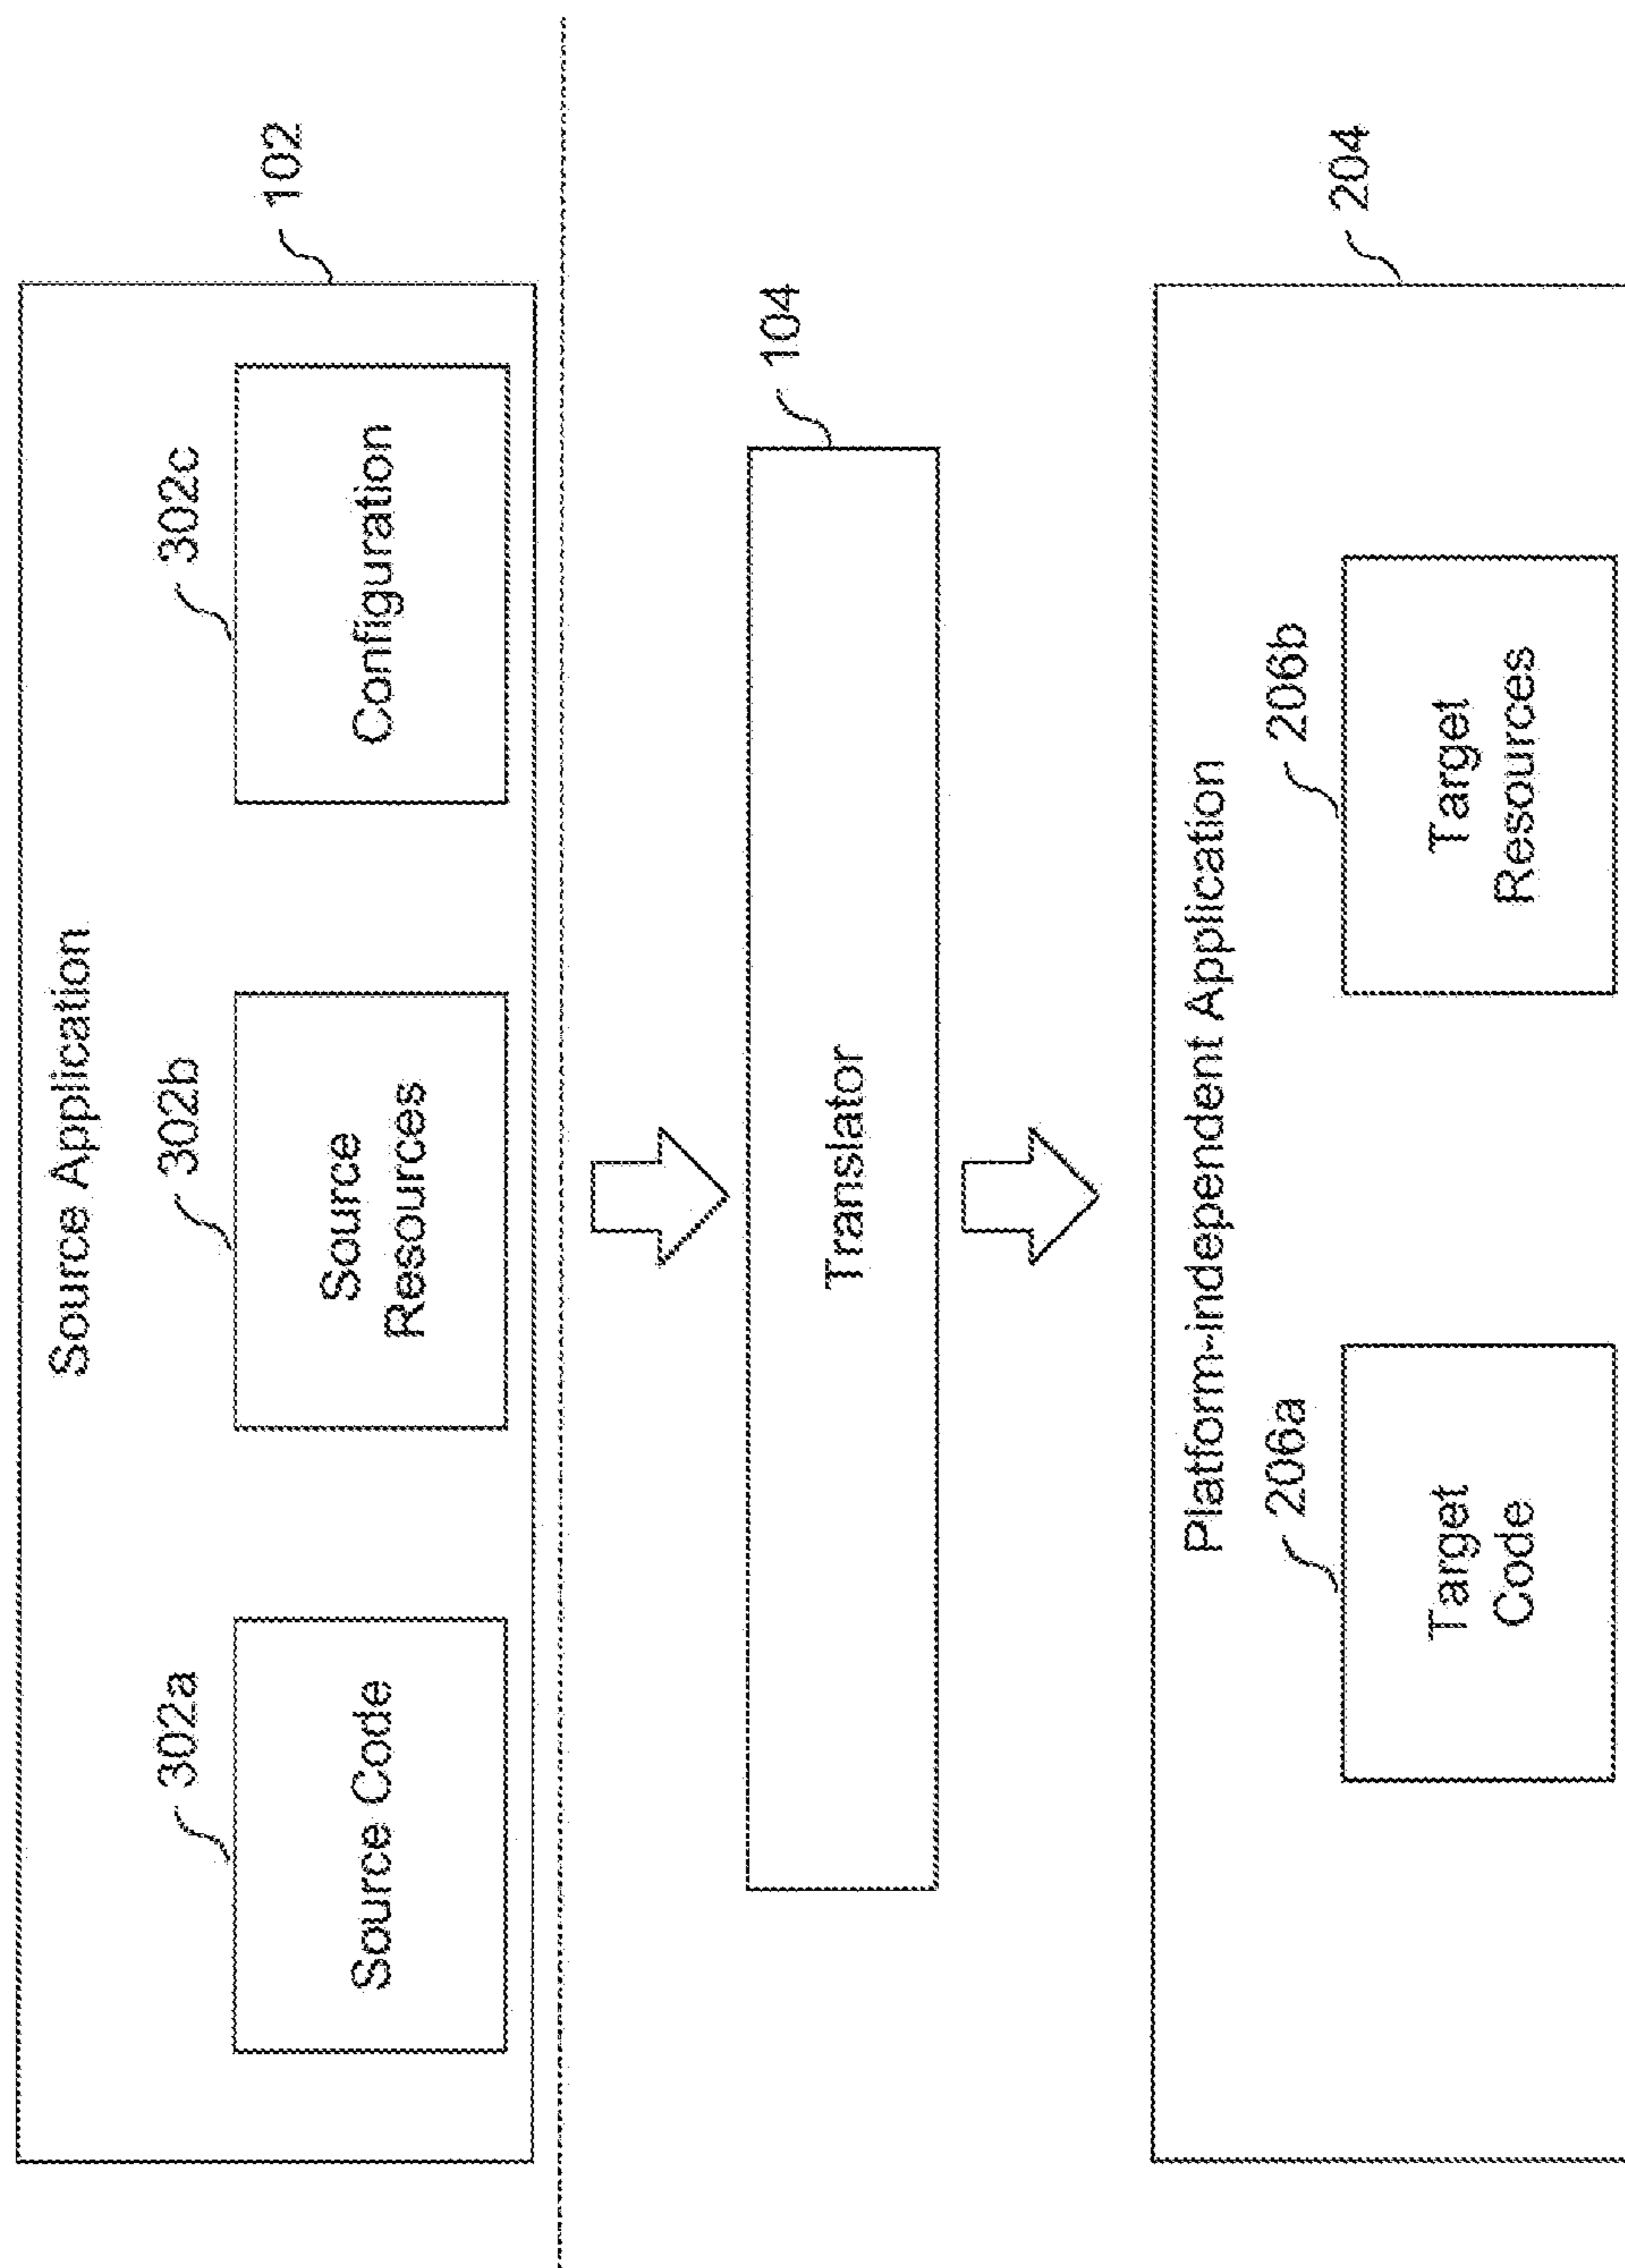 Source Application
102
302a
302b
302c
Source Code
Source
Resources
Configuration
104
Translator
204
Platform-independent Application
206a
206b
Target
Code
Target
Resources